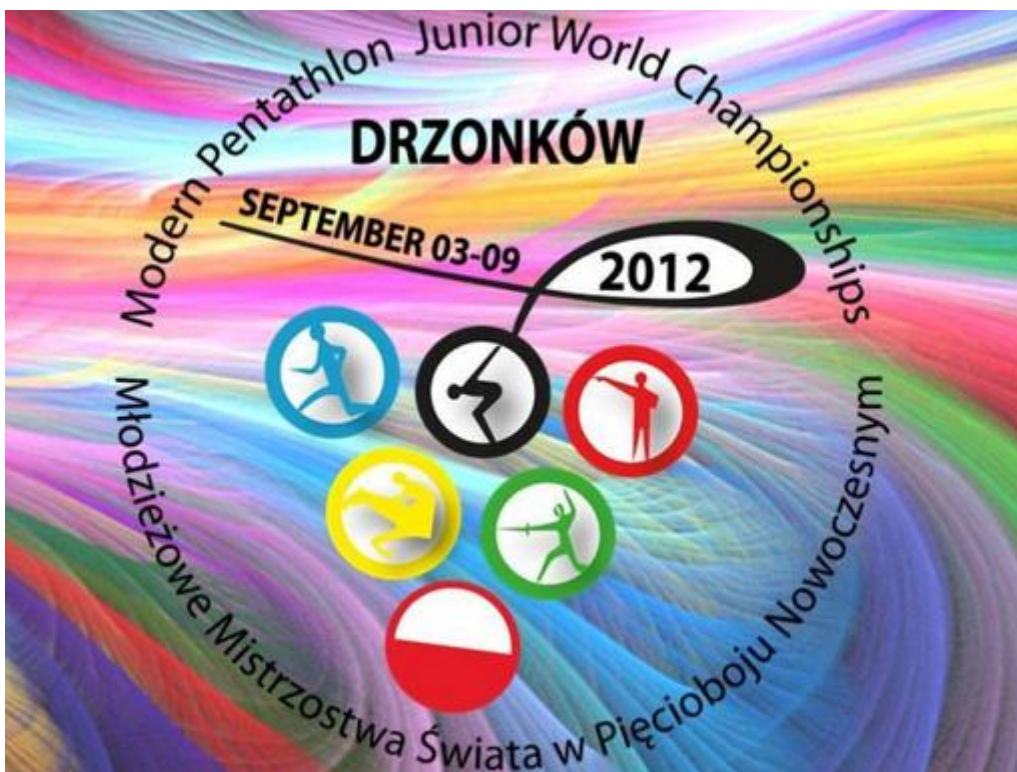 Modern Pentathlon Junior World Championships
DRZONKÓW
SEPTEMBER 03-09
2012
Młodzieżowe Mistrzostwa Świata w Pięcioboju Nowoczesnym